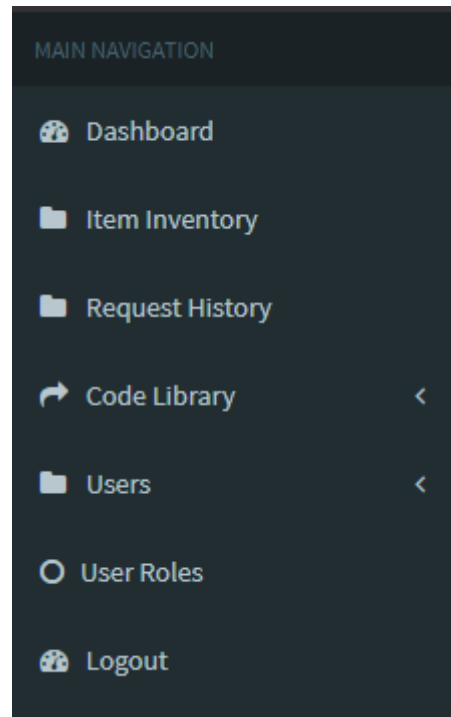 MAIN NAVIGATION
Dashboard
Item Inventory
Request History
Code Library
Users
User Roles
Logout